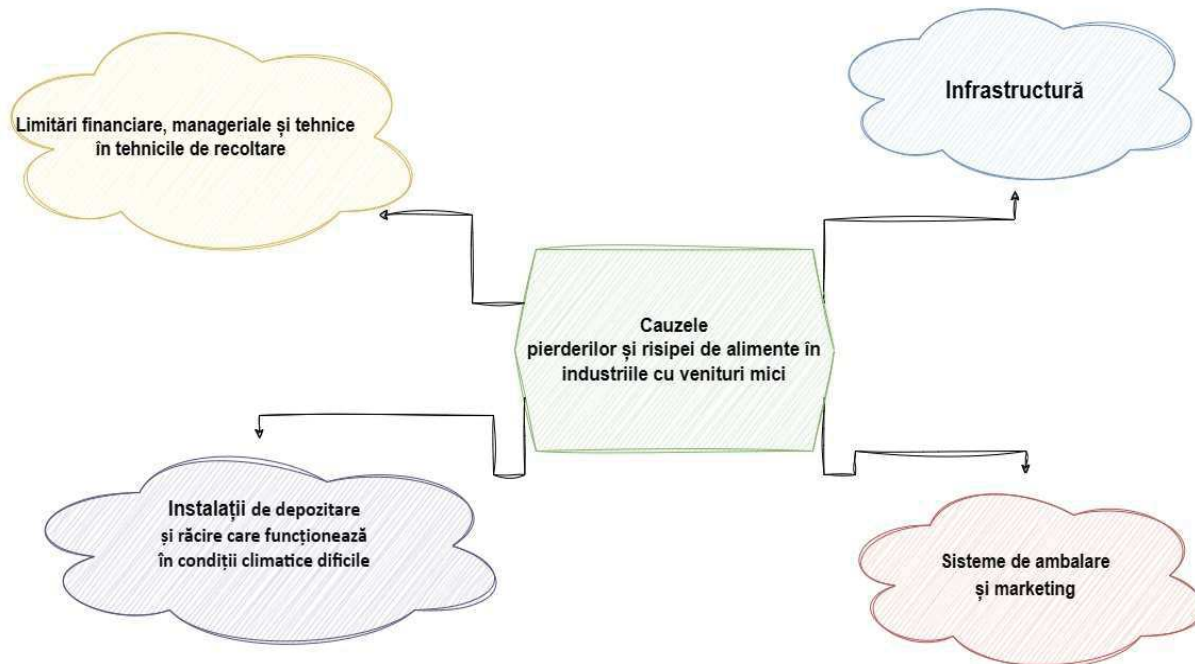 Limitări financiare, manageriale și tehnice
în tehnicile de recoltare
Infrastructură
Cauzele
pierderilor și risipei de alimente în
industriile cu venituri mici
Instalații de depozitare
și răcire care funcționează
în condiții climatice dificile
Sisteme de ambalare
și marketing